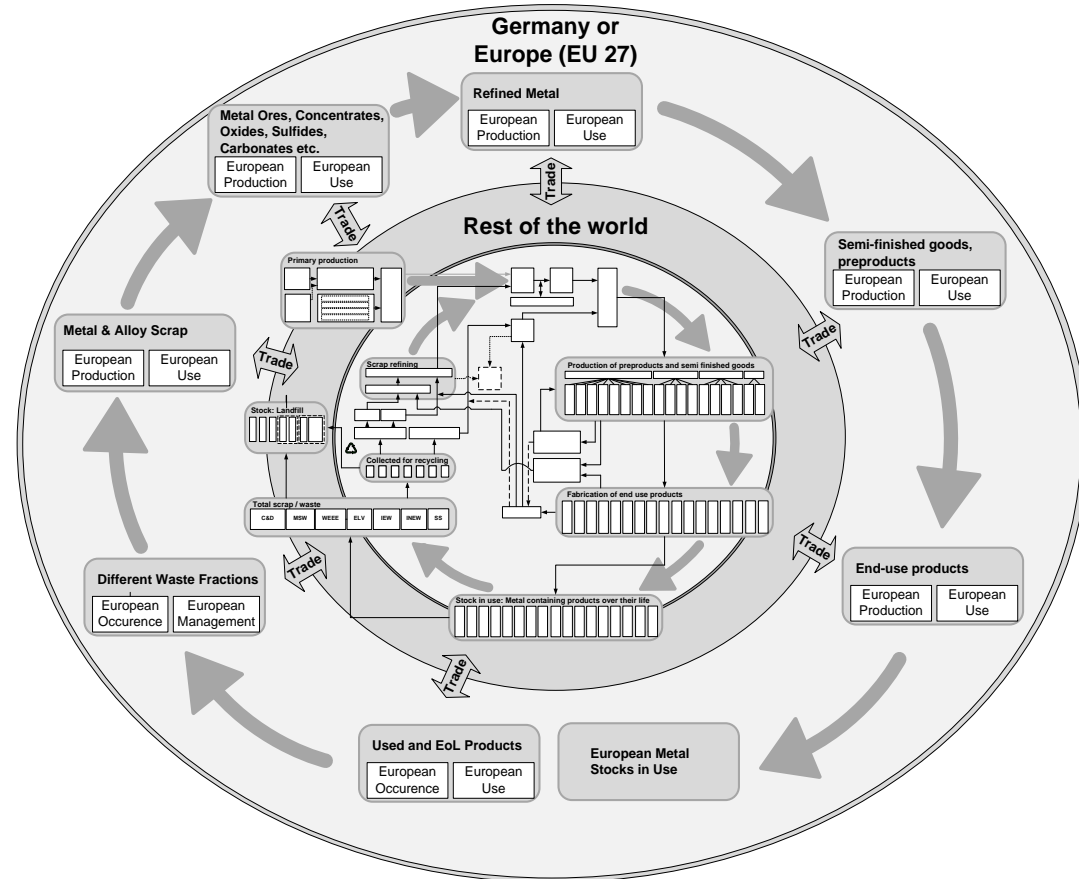 Germany or
Europe (EU 27)
Refined Metal
European
Production
European
Use
Metal Ores, Concentrates,
Oxides, Sulfides,
Carbonates etc.
European
Production
European
Use
Trade
Trade
Rest of the world
Semi-finished goods,
preproducts
European
Production
European
Use
Primary production
Metal & Alloy Scrap
European
Production
European
Use
Trade
Trade
Scrap refining
Production of preproducts and semi finished goods
Stock: Landfill
Collected for recycling
Fabrication of end use products
Total scrap / waste
C&D
MSW
WEEE
ELV
IEW
INEW
SS
Trade
Trade
Different Waste Fractions
European
Occurence
European
Management
End-use products
European
Production
European
Use
Stock in use: Metal containing products over their life
Trade
Used and EoL Products
European
Occurence
European
Use
European Metal
Stocks in Use